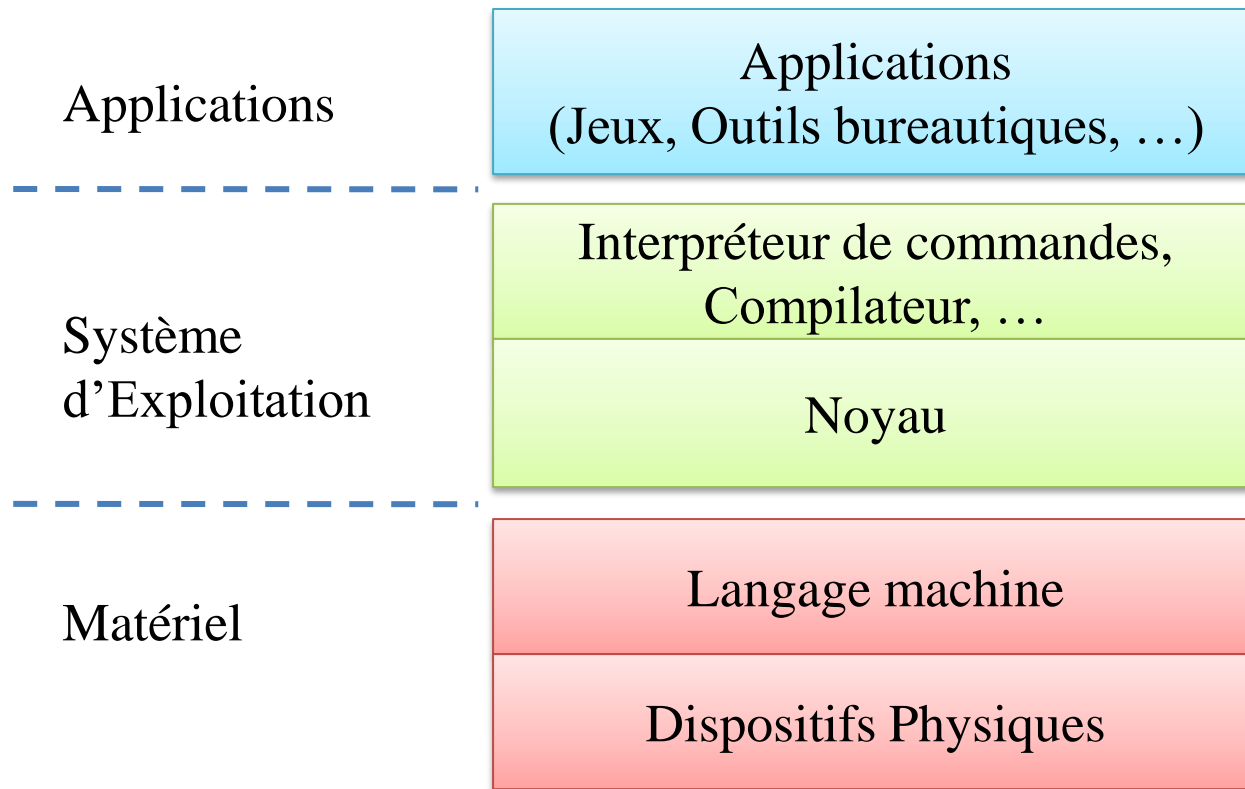 Applications
Applications
(Jeux, Outils bureautiques, …)
Système
d’Exploitation
Interpréteur de commandes,
Compilateur, …
Noyau
Matériel
Langage machine
Dispositifs Physiques